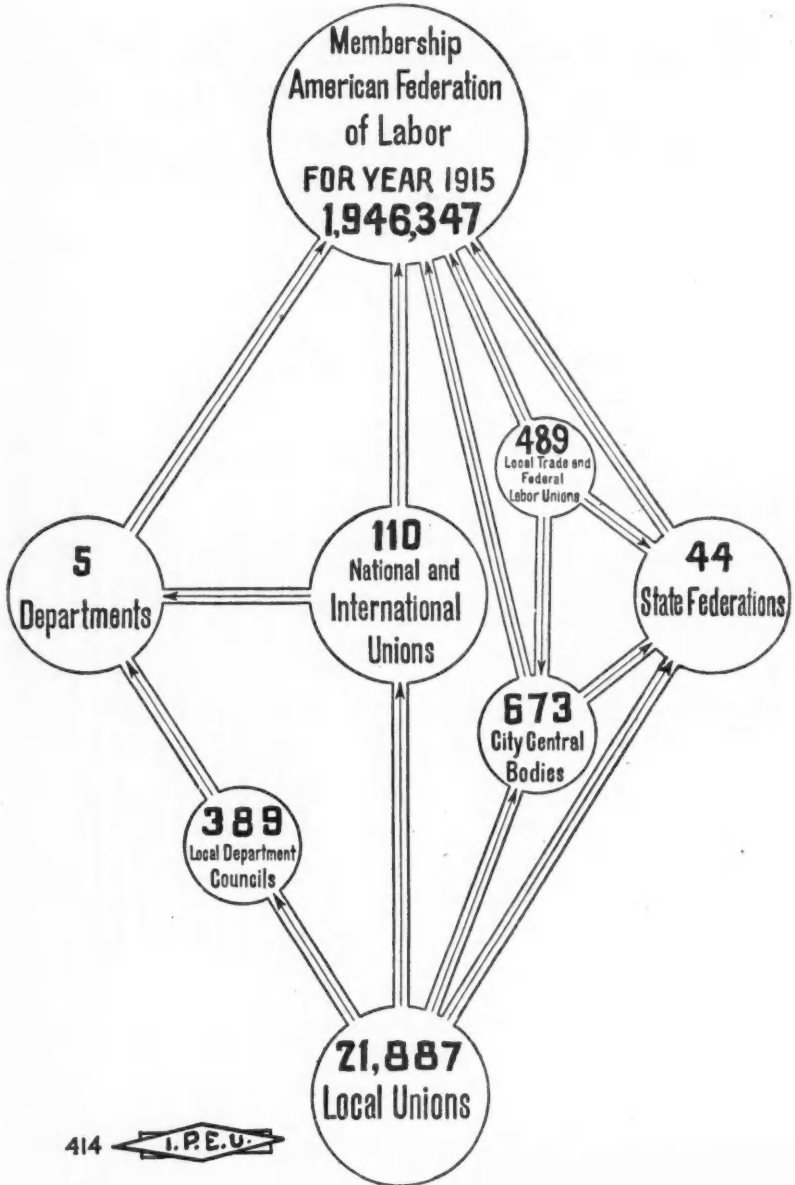 Membership
American Federation
of Labor
FOR YEAR 1915
1,946,347
489
Local Trade and
Federal
Labor Unions
5
Departments
110
National and
International
Unions
44
State Federations
673
City Central
Bodies
389
Local Department
Councils
21,887
Local Unions
414 I.P.E.U.